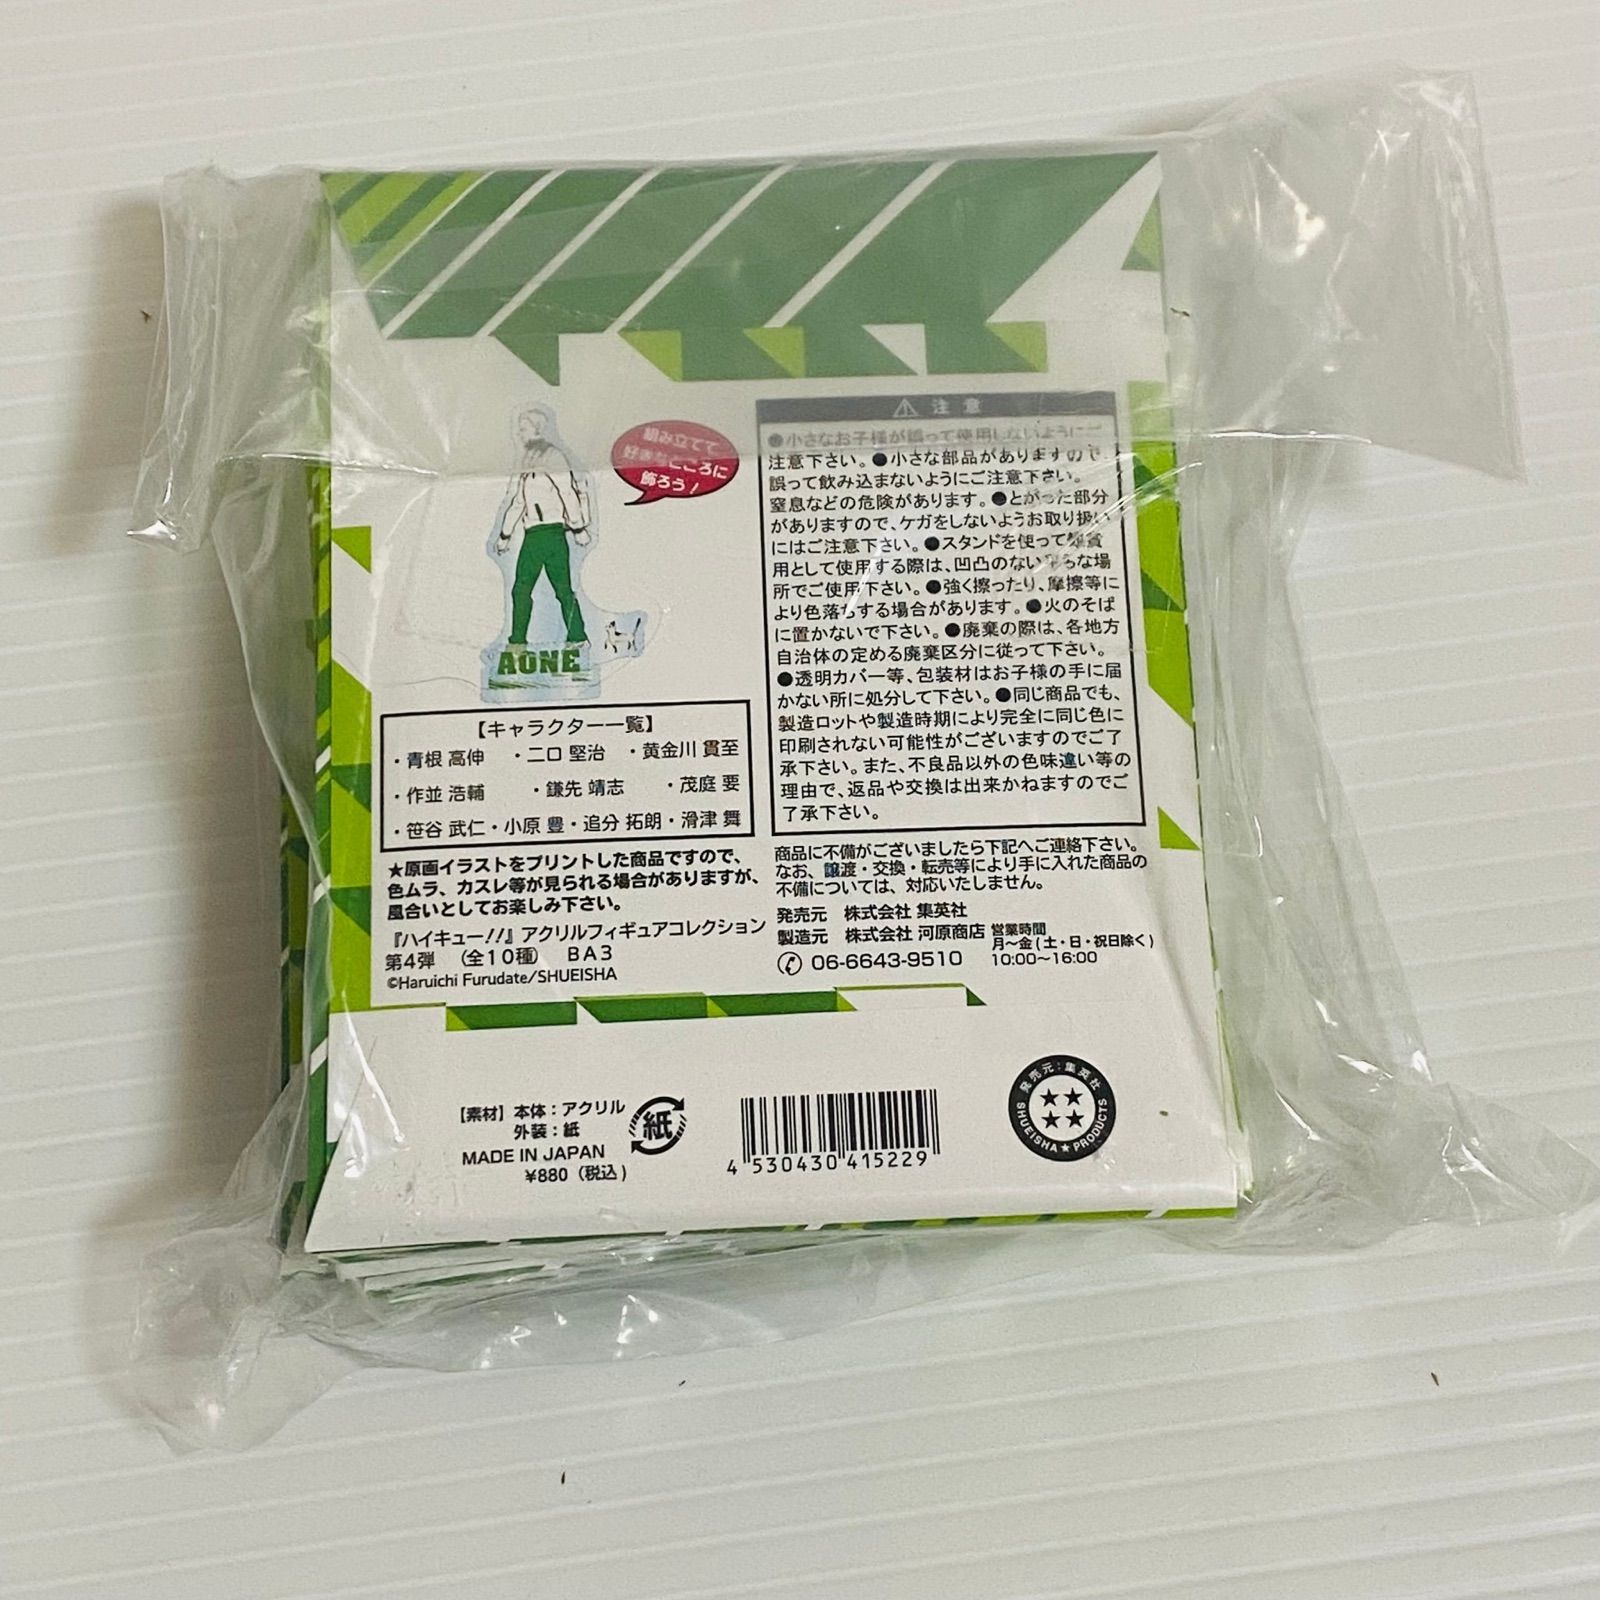 組み立てて
好きなところに
飾ろう！
AONE
【キャラクター一覧】
・青根 高伸　・二口 堅治　・黄金川 貫至
・作並 浩輔　・鎌先 靖志　・茂庭 要
・笹谷 武仁・小原 豊・追分 拓朗・滑津 舞
★原画イラストをプリントした商品ですので、
色ムラ、カスレ等が見られる場合がありますが、
風合いとしてお楽しみ下さい。
『ハイキュー!!』アクリルフィギュアコレクション
第4弾　（全10種）　BA3
©Haruichi Furudate/SHUEISHA
注 意
●小さなお子様が誤って使用しないようにご
注意下さい。●小さな部品がありますので、
誤って飲み込まないようにご注意下さい。
窒息などの危険があります。●とがった部分
がありますので、ケガをしないようお取り扱い
にはご注意下さい。●スタンドを使って雑貨
用として使用する際は、凹凸のない平らな場
所でご使用下さい。●強く擦ったり、摩擦等に
より色落ちする場合があります。●火のそば
に置かないで下さい。●廃棄の際は、各地方
自治体の定める廃棄区分に従って下さい。
●透明カバー等、包装材はお子様の手に届
かない所に処分して下さい。●同じ商品でも、
製造ロットや製造時期により完全に同じ色に
印刷されない可能性がございますのでご了
承下さい。また、不良品以外の色味違い等の
理由で、返品や交換は出来かねますのでご
了承下さい。
商品に不備がございましたら下記へご連絡下さい。
なお、譲渡・交換・転売等により手に入れた商品の
不備については、対応いたしません。
発売元　株式会社 集英社
製造元　株式会社 河原商店
営業時間
月～金(土・日・祝日除く)
10:00～16:00
06-6643-9510
【素材】本体：アクリル
外装：紙
MADE IN JAPAN
¥880（税込）
紙
4 530430 415229
発売元：集英社
SHUEISHA★PRODUCTS